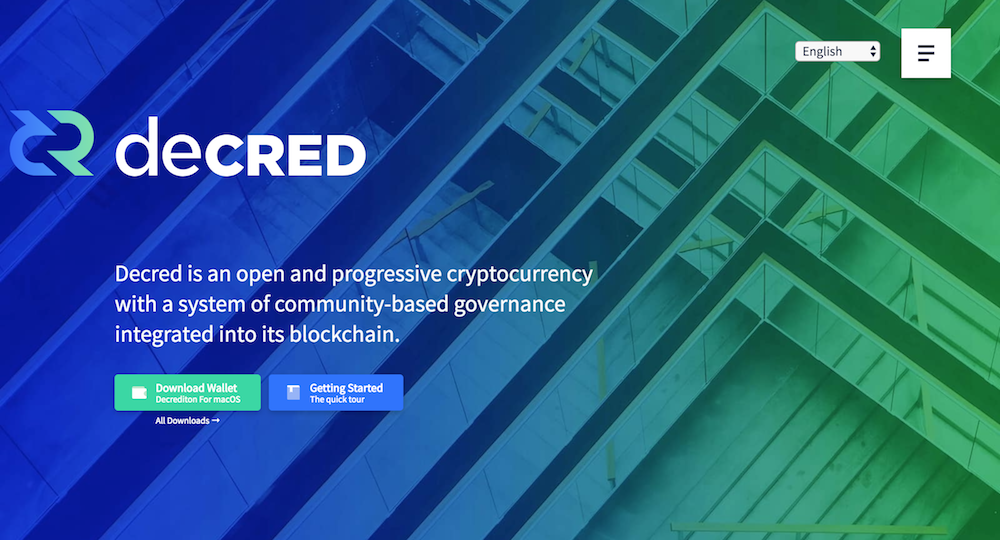 English
decRED
Decred is an open and progressive cryptocurrency
with a system of community-based governance
integrated into its blockchain.
Download Wallet
Decrediton For macOS
Getting Started
The quick tour
All Downloads →